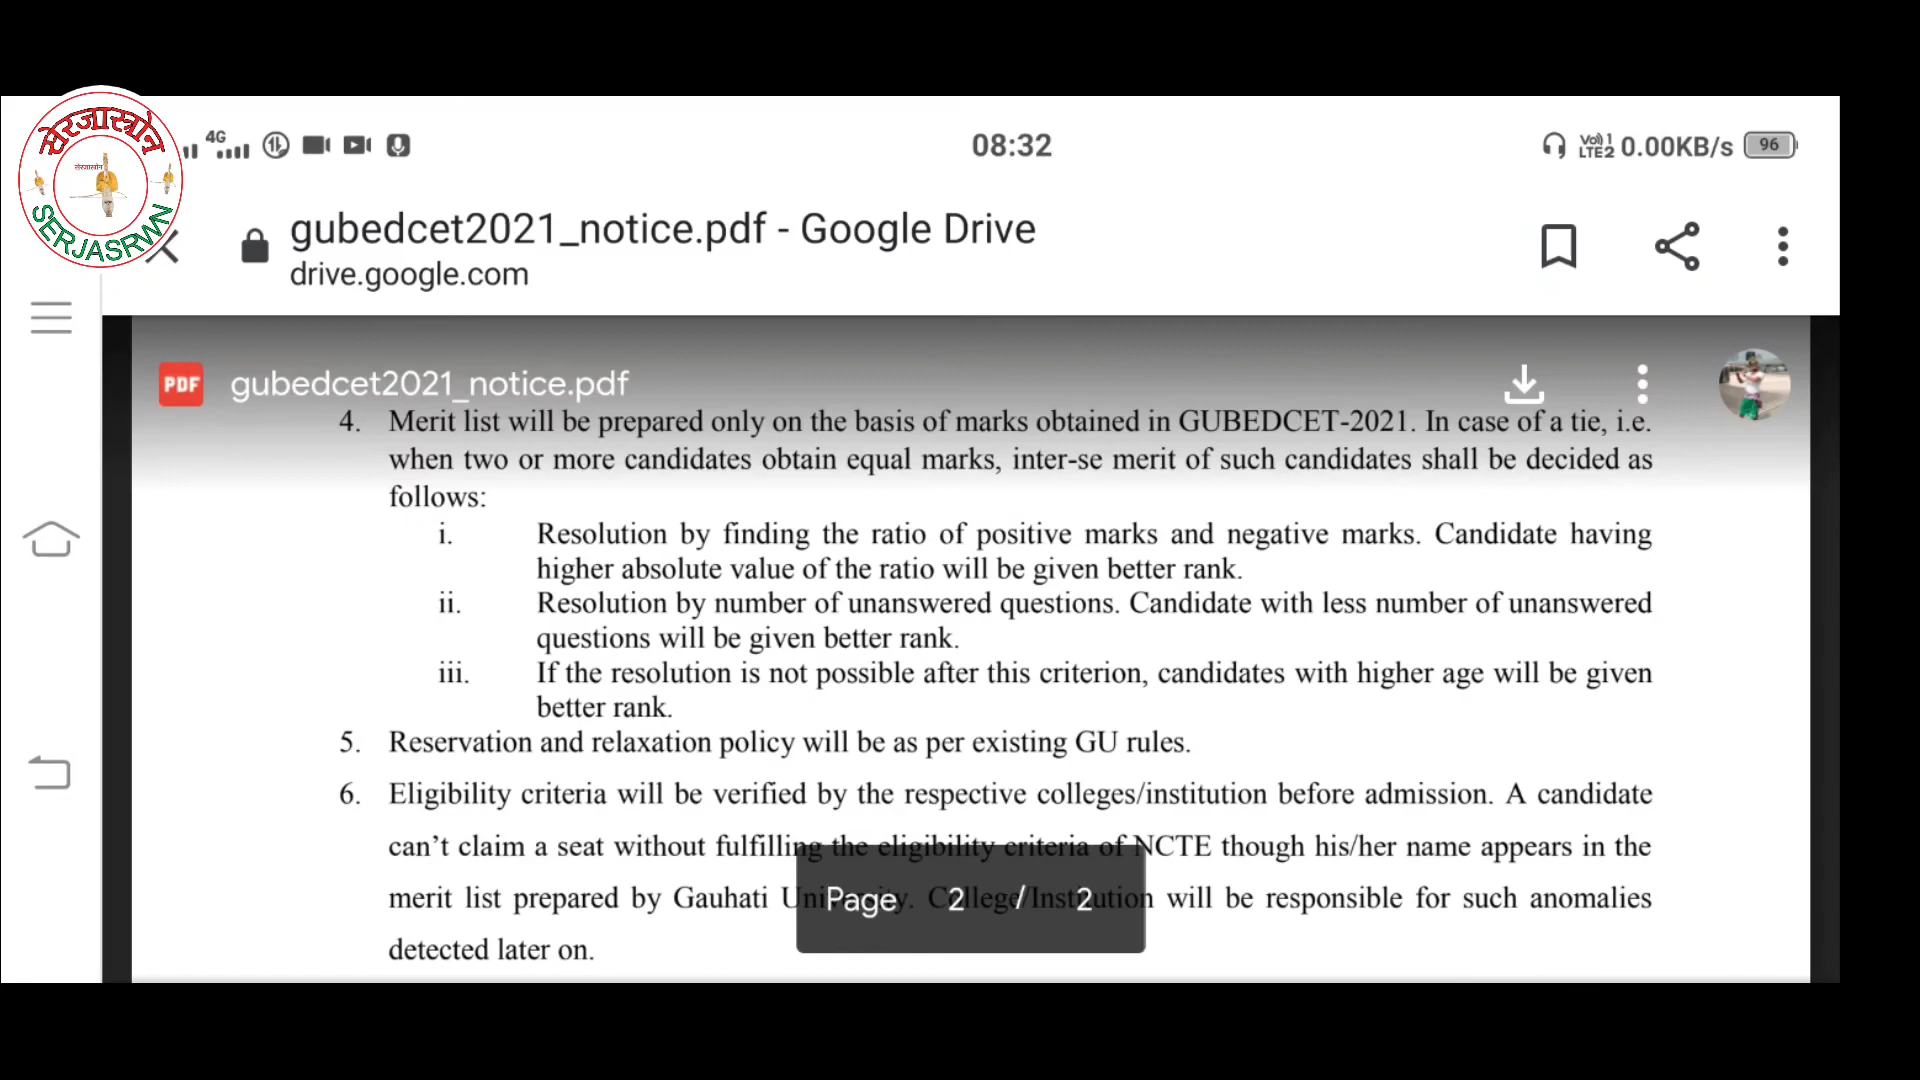 सेरजास्रोन
सेरजास्रोन
SERJASRWN
4G
08:32
Vo)) 1
LTE2
0.00KB/s
96
gubedcet2021_notice.pdf - Google Drive
drive.google.com
PDF
gubedcet2021_notice.pdf
4. Merit list will be prepared only on the basis of marks obtained in GUBEDCET-2021. In case of a tie, i.e.
when two or more candidates obtain equal marks, inter-se merit of such candidates shall be decided as
follows:
i. Resolution by finding the ratio of positive marks and negative marks. Candidate having
higher absolute value of the ratio will be given better rank.
ii. Resolution by number of unanswered questions. Candidate with less number of unanswered
questions will be given better rank.
iii. If the resolution is not possible after this criterion, candidates with higher age will be given
better rank.
5. Reservation and relaxation policy will be as per existing GU rules.
6. Eligibility criteria will be verified by the respective colleges/institution before admission. A candidate
can’t claim a seat without fulfilling the eligibility criteria of NCTE though his/her name appears in the
merit list prepared by Gauhati University. College/Institution will be responsible for such anomalies
detected later on.
Page 2 / 2